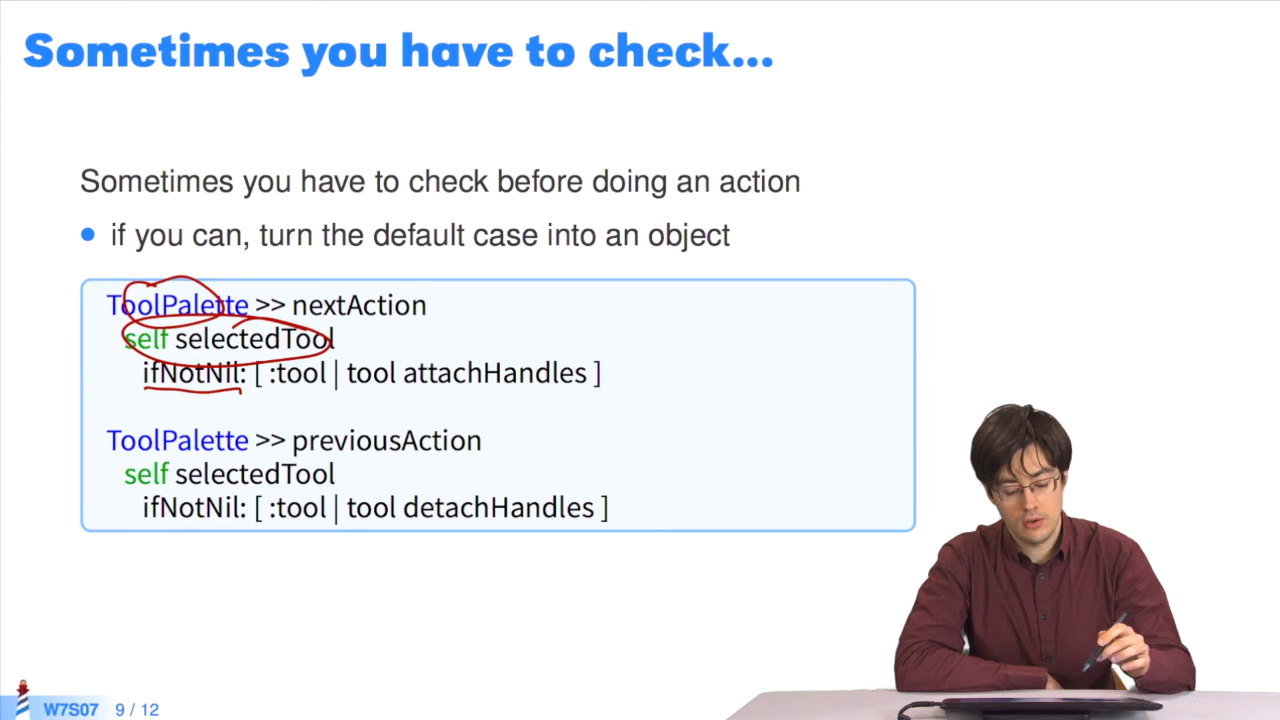 Sometimes you have to check...
Sometimes you have to check before doing an action
• if you can, turn the default case into an object
ToolPalette >> nextAction
self selectedTool
ifNotNil: [ :tool | tool attachHandles ]
ToolPalette >> previousAction
self selectedTool
ifNotNil: [ :tool | tool detachHandles ]
W7S07 9 / 12